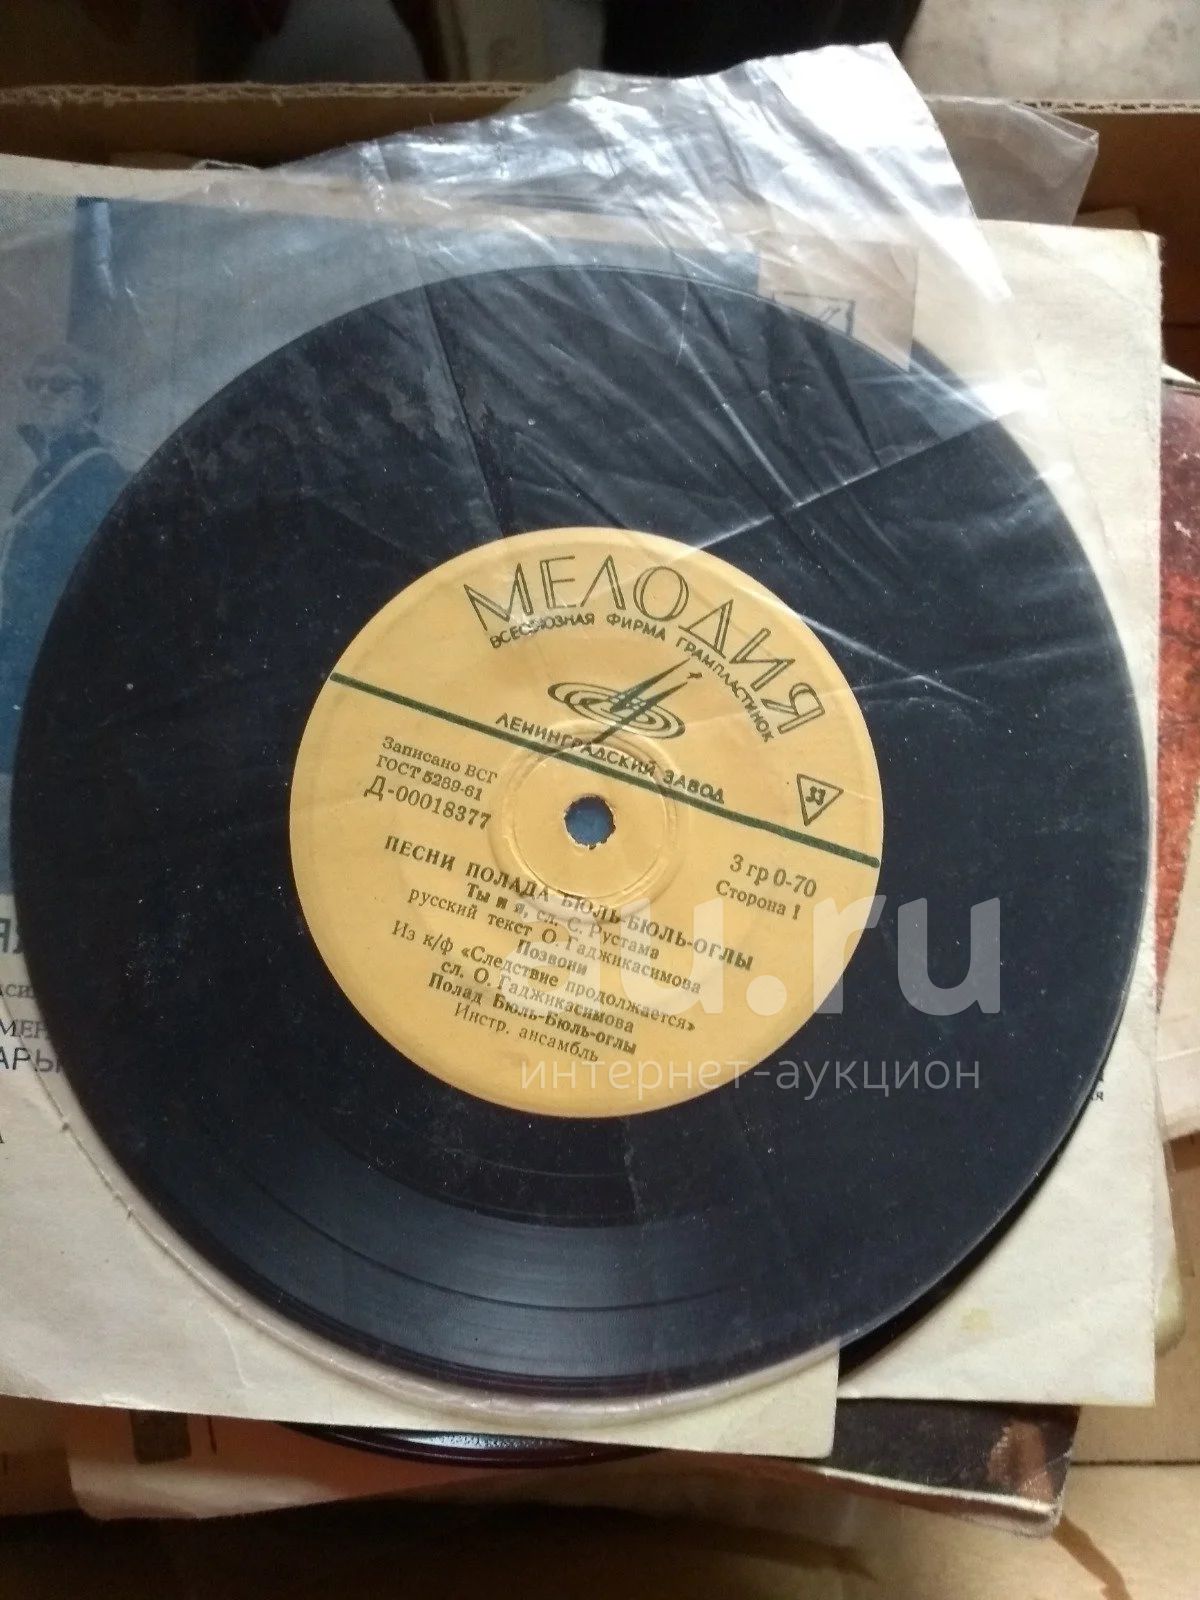 МЕЛОДИЯ
ВСЕСОЮЗНАЯ ФИРМА ГРАМПЛАСТИНОК
ЛЕНИНГРАДСКИЙ ЗАВОД
33
Записано ВСГ
ГОСТ 5289-61
Д-00018377
3 гр 0-70
Сторона 1
ПЕСНИ ПОЛАДА БЮЛЬ-БЮЛЬ-ОГЛЫ
Ты и я, сл. С. Рустама
русский текст О. Гаджикасимова
Позвони
Из к/ф «Следствие продолжается»
сл. О. Гаджикасимова
Полад Бюль-Бюль-оглы
Инстр. ансамбль
au.ru
интернет-аукцион